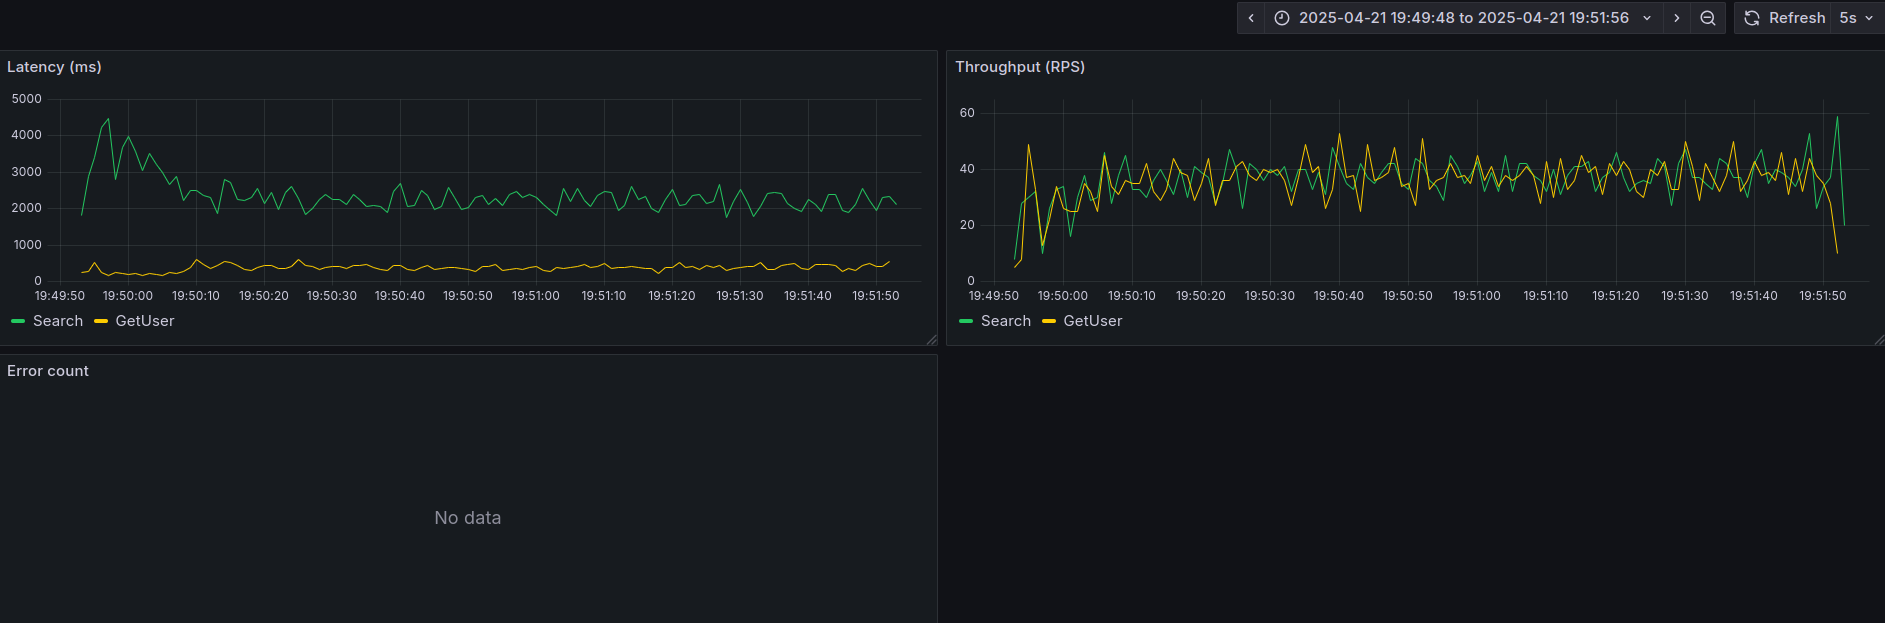 2025-04-21 19:49:48 to 2025-04-21 19:51:56 Refresh 5s
Latency (ms)
5000
4000
3000
2000
1000
0
19:49:50 19:50:00 19:50:10 19:50:20 19:50:30 19:50:40 19:50:50 19:51:00 19:51:10 19:51:20 19:51:30 19:51:40 19:51:50
Search GetUser
Throughput (RPS)
60
40
20
0
19:49:50 19:50:00 19:50:10 19:50:20 19:50:30 19:50:40 19:50:50 19:51:00 19:51:10 19:51:20 19:51:30 19:51:40 19:51:50
Search GetUser
Error count
No data